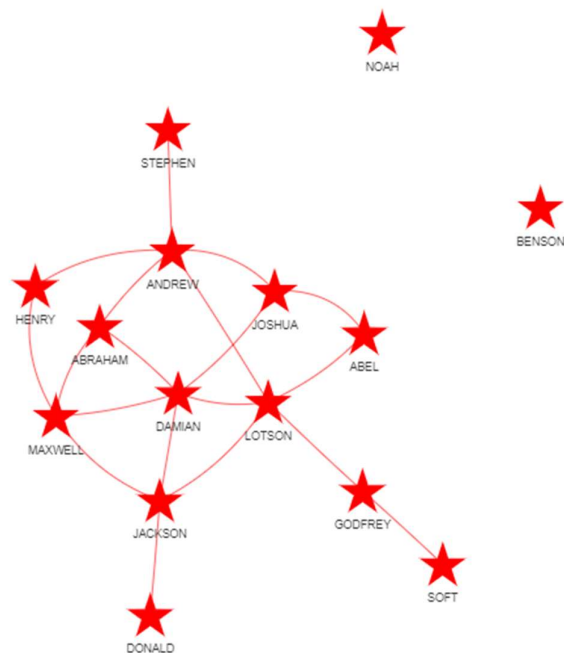 NOAH
STEPHEN
BENSON
ANDREW
HENRY
JOSHUA
ABRAHAM
ABEL
DAMIAN
LOTSON
MAXWELL
GODFREY
JACKSON
SOFT
DONALD